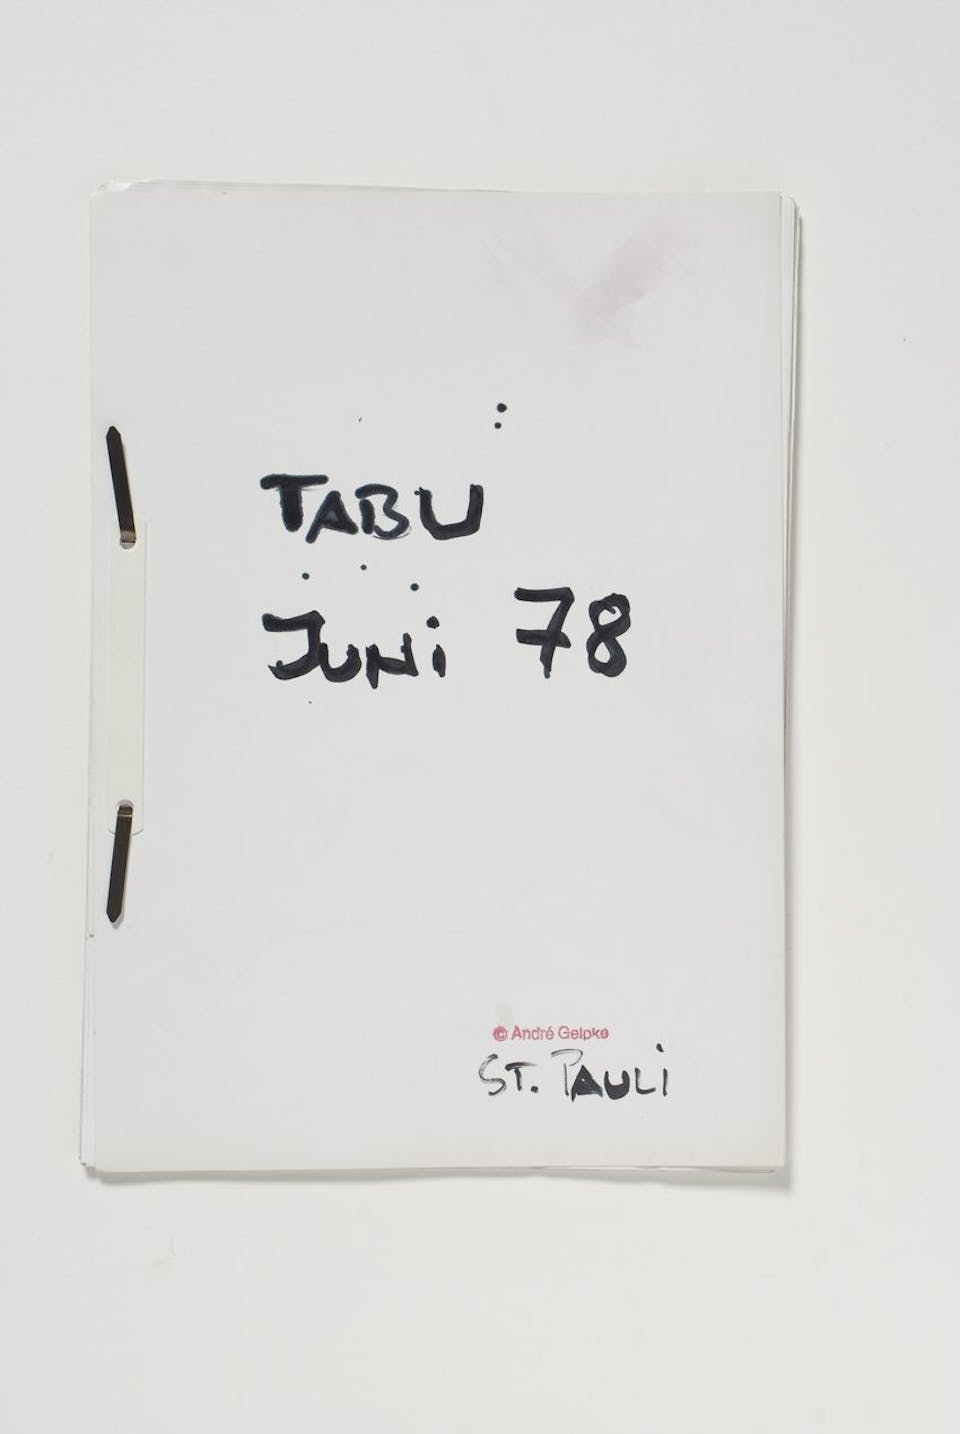 TABU
JUNI 78
© André Gelpke
ST. PAULI